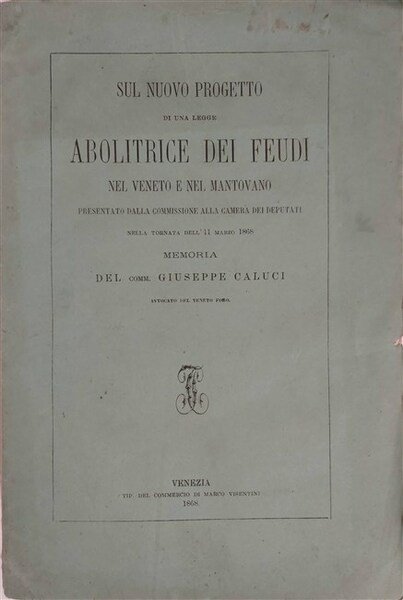 SUL NUOVO PROGETTO
DI UNA LEGGE
ABOLITRICE DEI FEUDI
NEL VENETO E NEL MANTOVANO
PRESENTATO DALLA COMMISSIONE ALLA CAMERA DEI DEPUTATI
NELLA TORNATA DELL'11 MARZO 1868
MEMORIA
DEL COMM. GIUSEPPE CALUCI
AVVOCATO DEL VENETO FORO.
VENEZIA
TIP. DEL COMMERCIO DI MARCO VISENTINI
1868